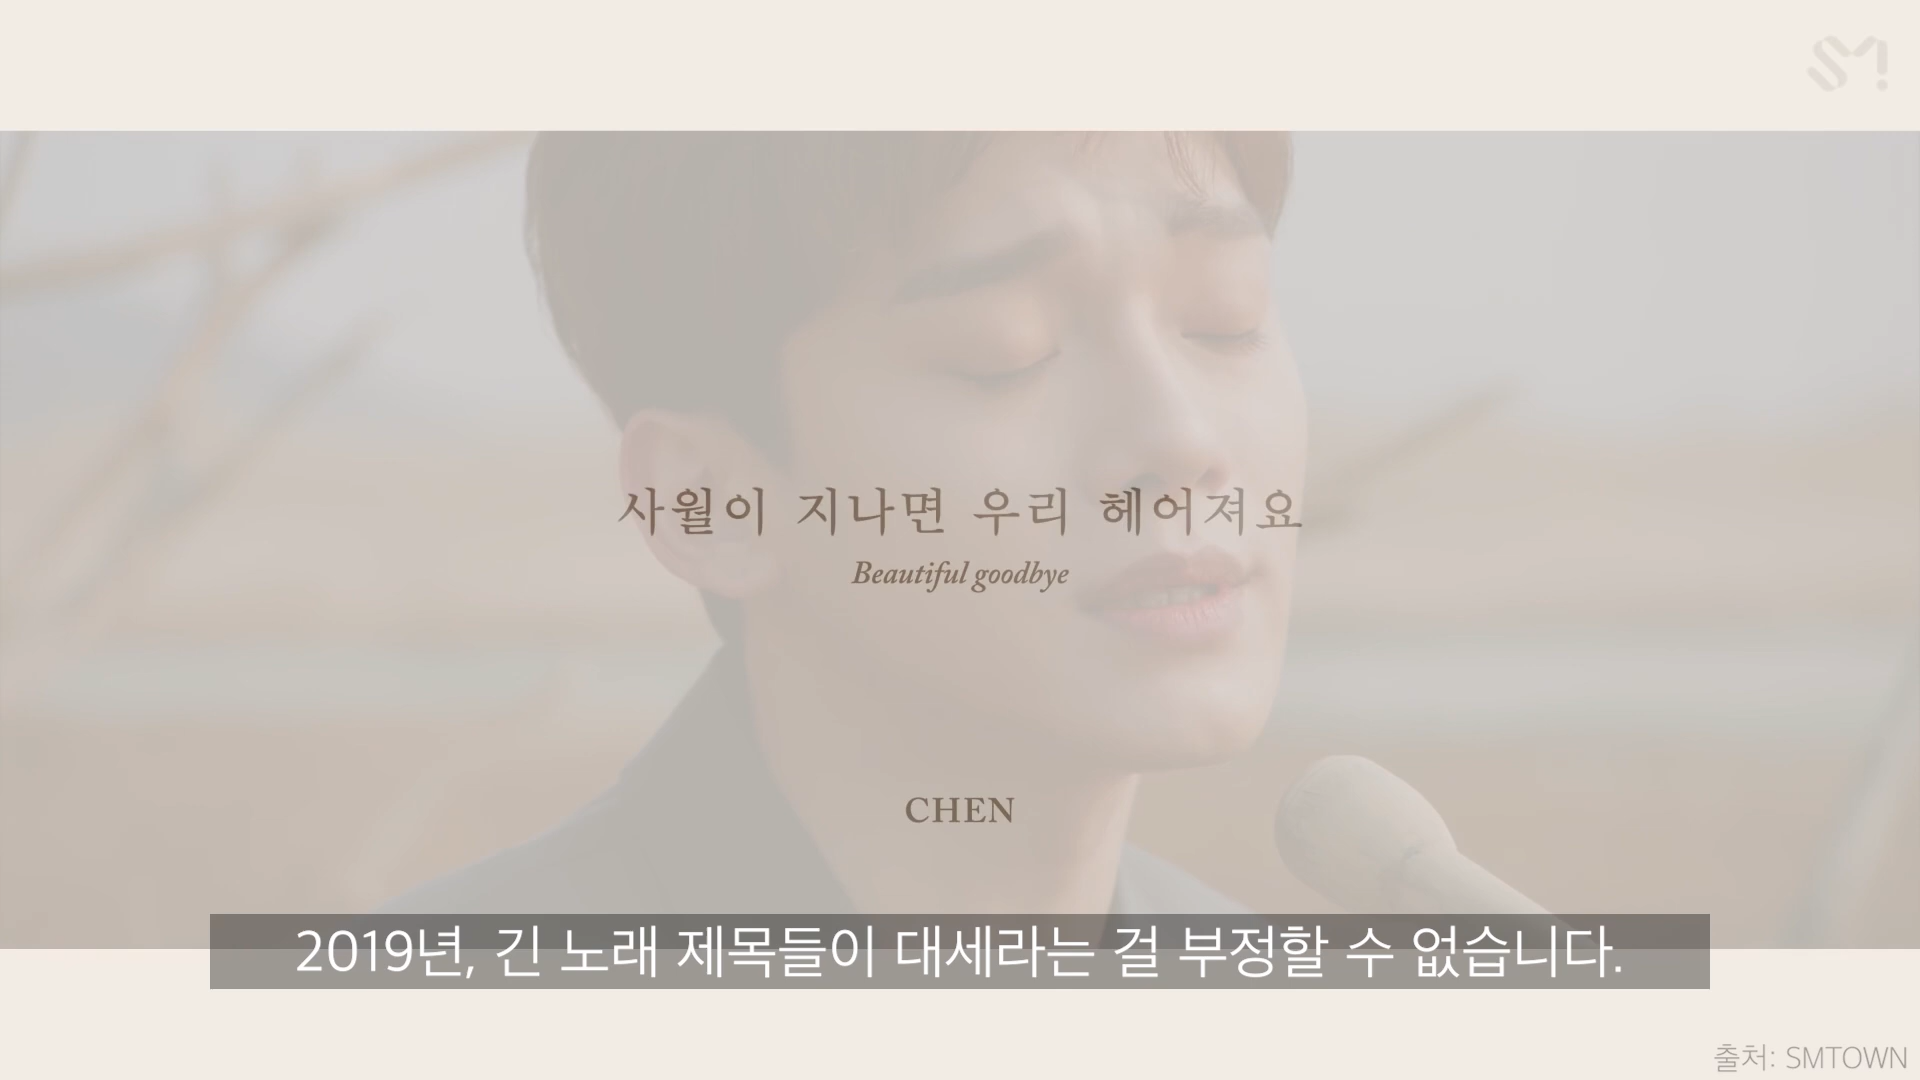 SM!
사월이 지나면 우리 헤어져요
Beautiful goodbye
CHEN
2019년, 긴 노래 제목들이 대세라는 걸 부정할 수 없습니다.
출처: SMTOWN